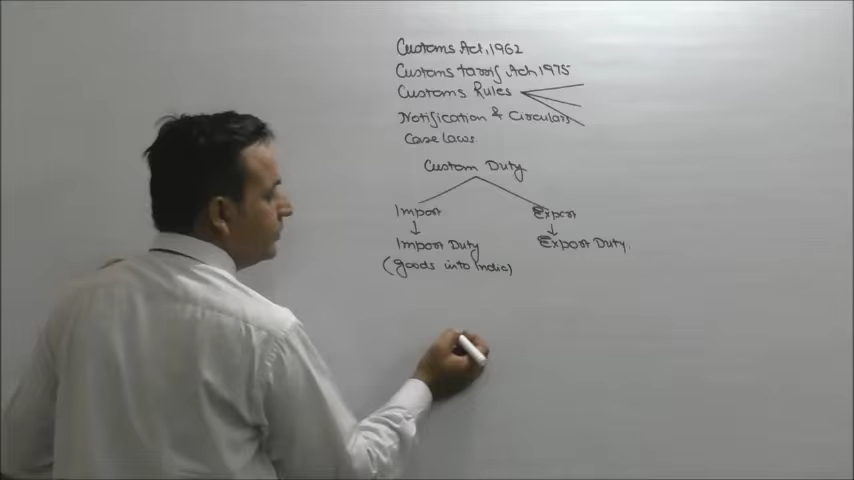 Customs Act, 1962
Customs tarrif Act, 1975
Customs Rules
Notification & Circulars
Case Laws
Custom Duty
Import Export
Import Duty Export Duty.
(goods into India)